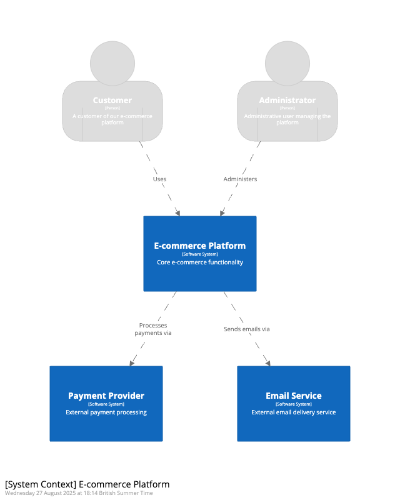 Customer
[Person]
A customer of our e-commerce
platform
Administrator
[Person]
Administrative user managing the
platform
Uses
Administers
E-commerce Platform
[Software System]
Core e-commerce functionality
Processes
payments via
Sends emails via
Payment Provider
[Software System]
External payment processing
Email Service
[Software System]
External email delivery service
[System Context] E-commerce Platform
Wednesday 27 August 2025 at 18:14 British Summer Time